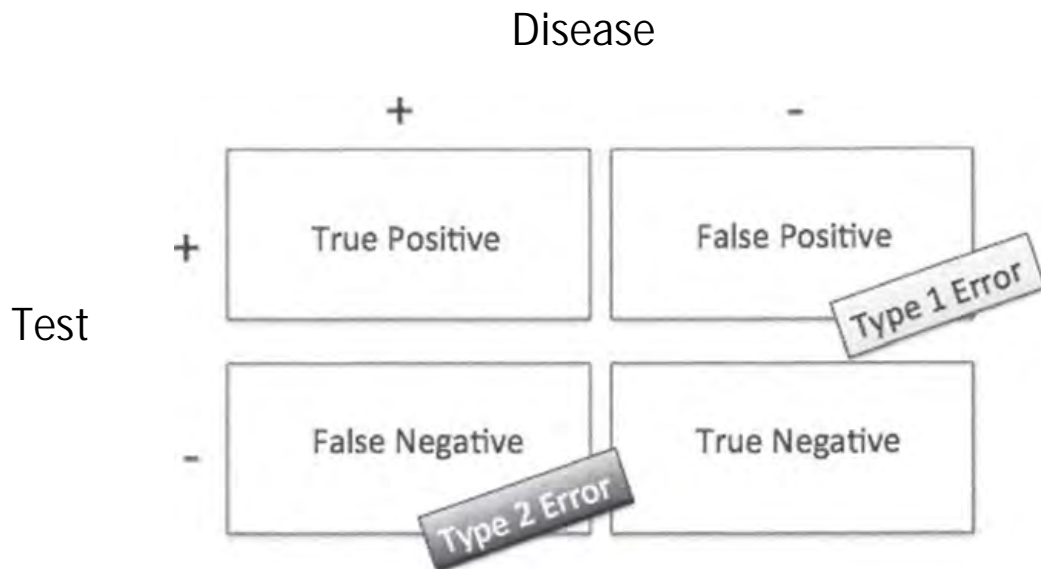 Disease
+ -
+
True Positive
False Positive
Type 1 Error
Test
-
False Negative
True Negative
Type 2 Error